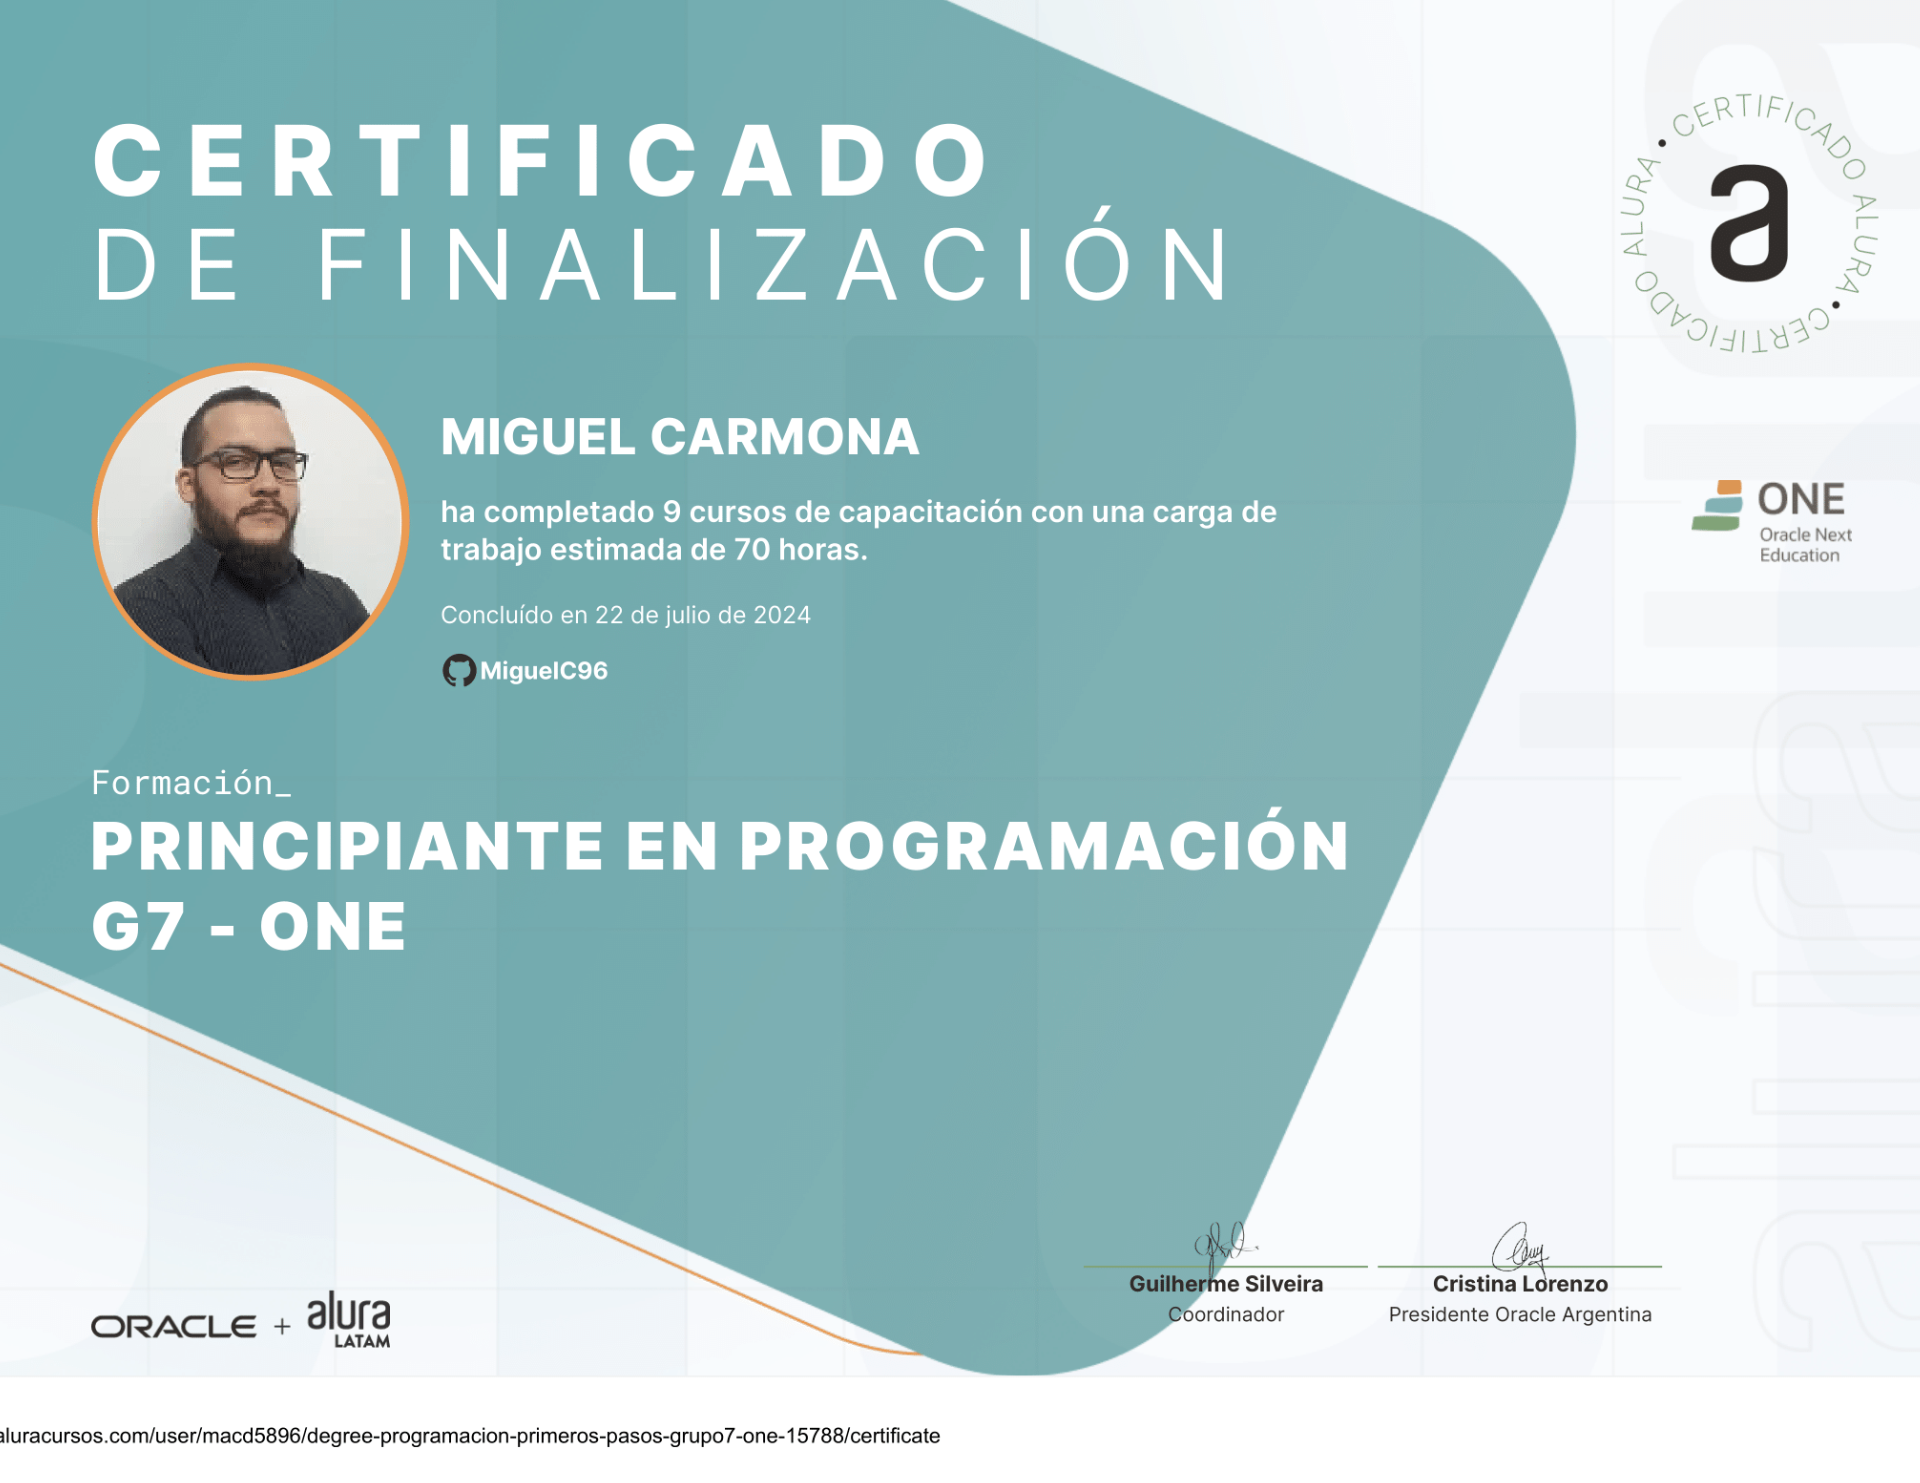 CERTIFICADO
DE FINALIZACIÓN
CERTIFICADO ALURA • CERTIFICADO ALURA •
a
MIGUEL CARMONA
ha completado 9 cursos de capacitación con una carga de
trabajo estimada de 70 horas.
Concluído en 22 de julio de 2024
MiguelC96
ONE
Oracle Next
Education
Formación_
PRINCIPIANTE EN PROGRAMACIÓN
G7 - ONE
Guilherme Silveira
Coordinador
Cristina Lorenzo
Presidente Oracle Argentina
ORACLE + alura
LATAM
aluracursos.com/user/macd5896/degree-programacion-primeros-pasos-grupo7-one-15788/certificate